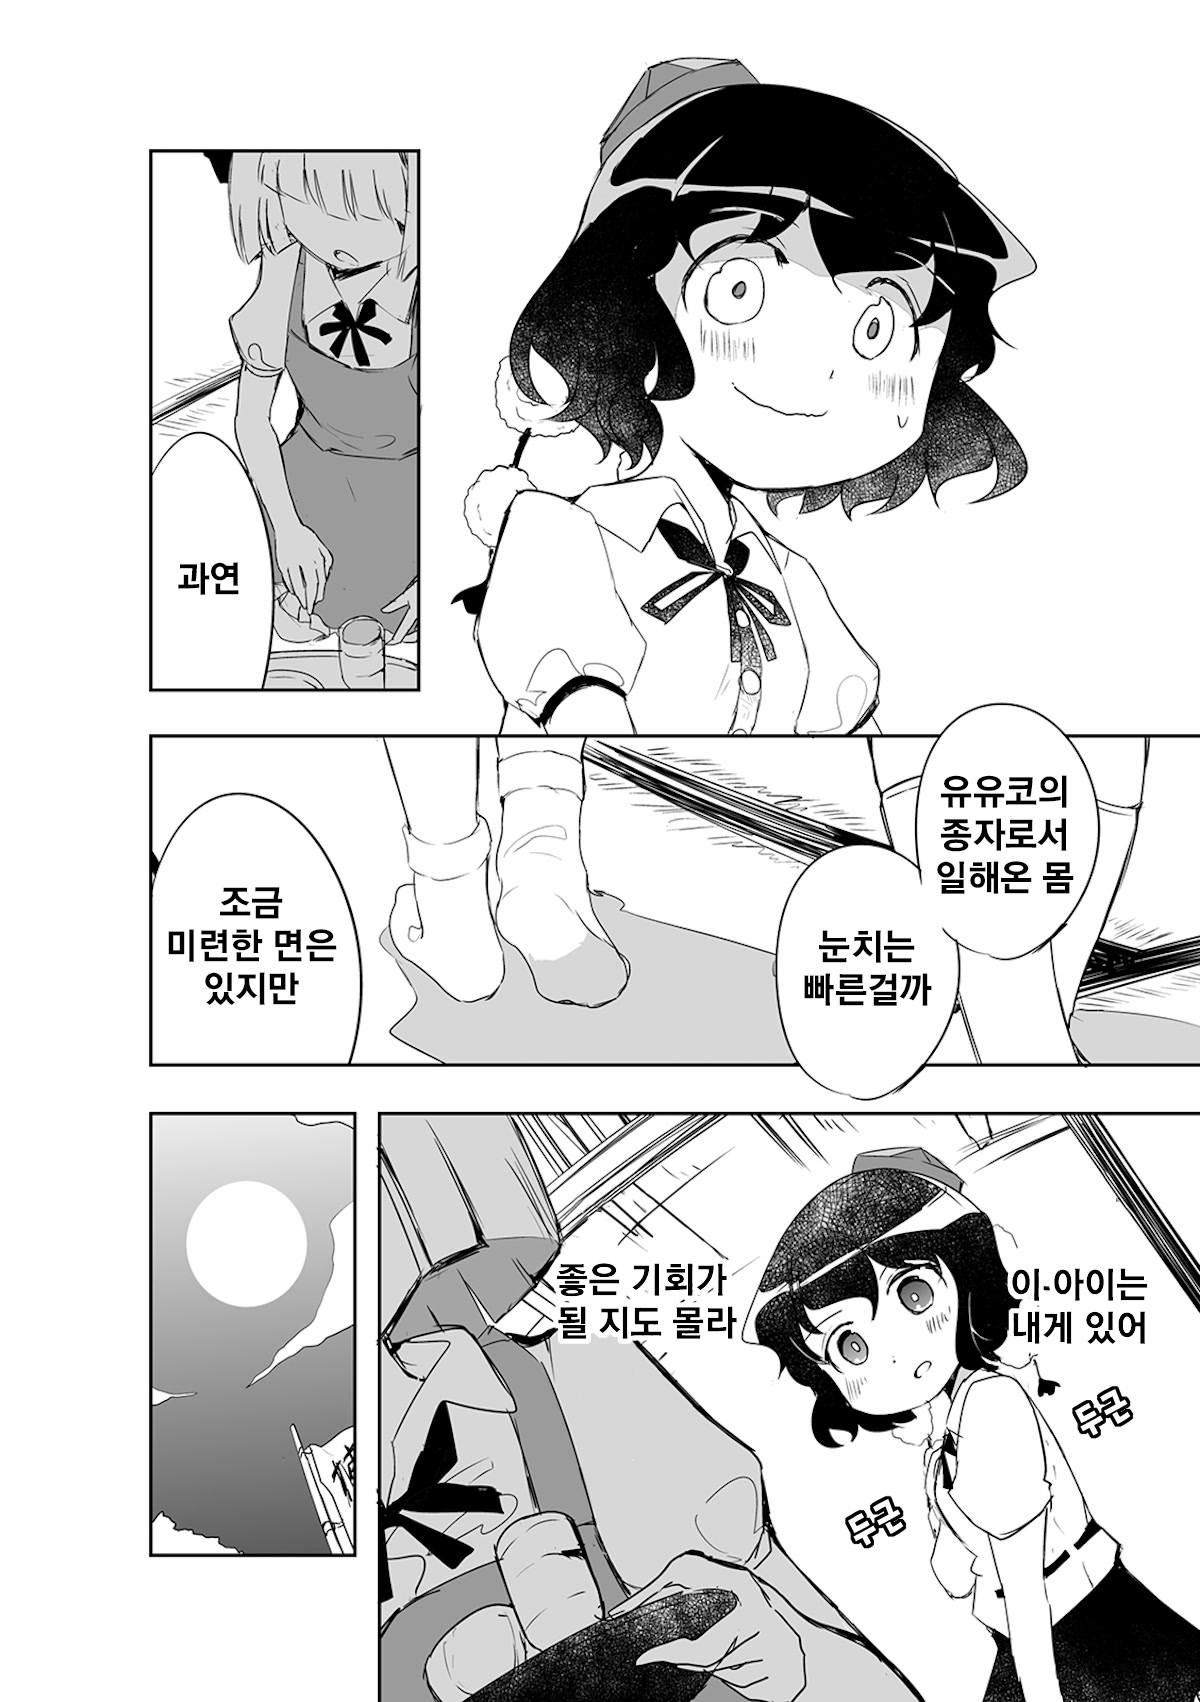 과연
유유코의
종자로서
일해온 몸
눈치는
빠른걸까
조금
미련한 면은
있지만
이 아이는
내게 있어
두근
두근
좋은 기회가
될 지도 몰라